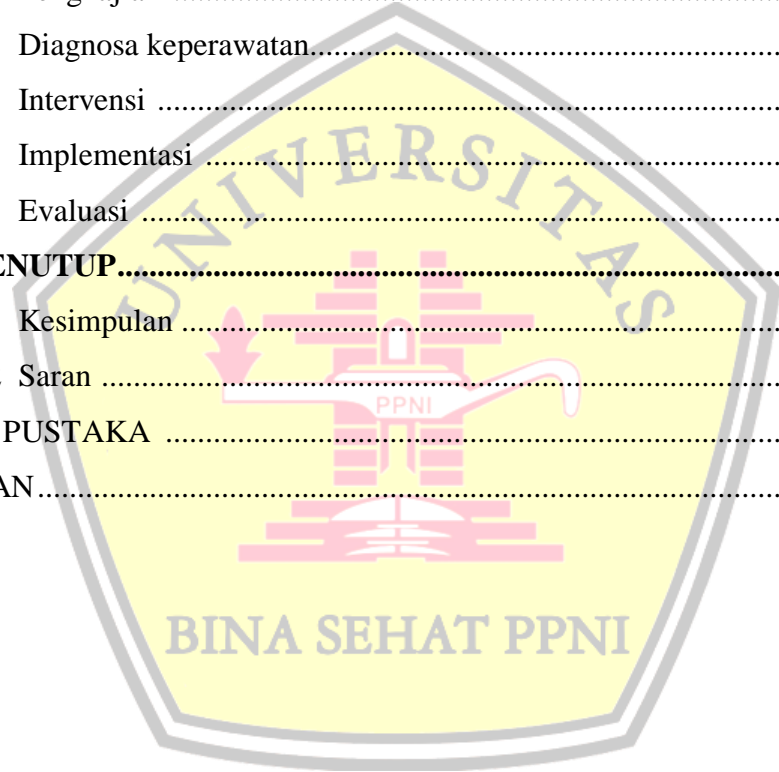 Diagnosa keperawatan..........................................................
Intervensi ..............................................................................
Implementasi .........................................................................
Evaluasi .................................................................................
ENUTUP.................................................................................
Kesimpulan ...........................................................................
Saran ......................................................................................
PUSTAKA ..............................................................................
AN...........................................................................................
UNIVERSITAS
PPNI
BINA SEHAT PPNI